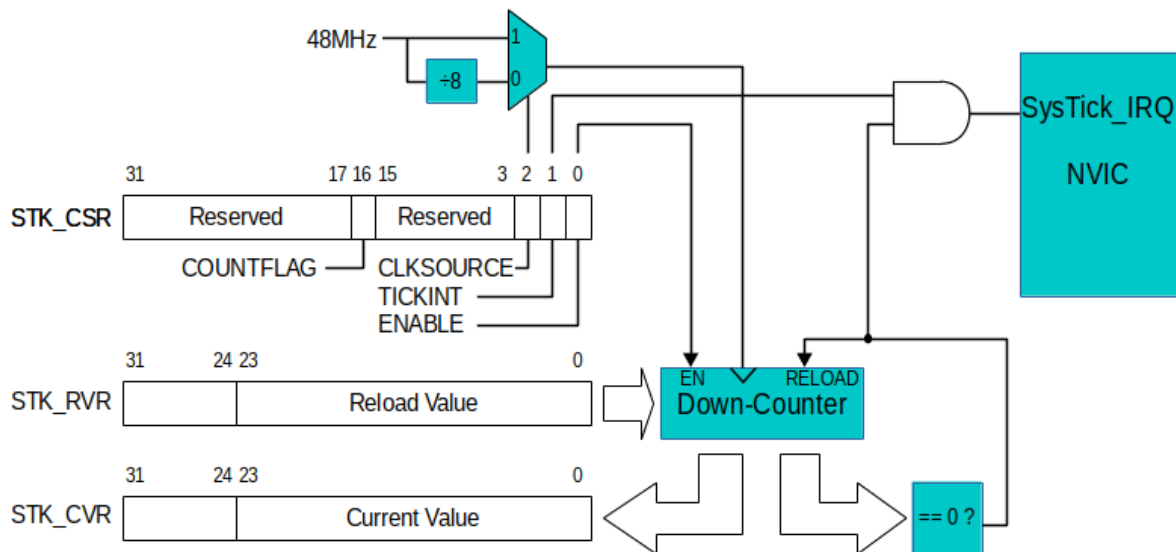 48MHz
1
÷8
0
SysTick_IRQ
NVIC
31 17 16 15 3 2 1 0
STK_CSR Reserved Reserved
COUNTFLAG CLKSOURCE
TICKINT
ENABLE
31 24 23 0
EN RELOAD
STK_RVR Reload Value Down-Counter
31 24 23 0
STK_CVR Current Value == 0 ?